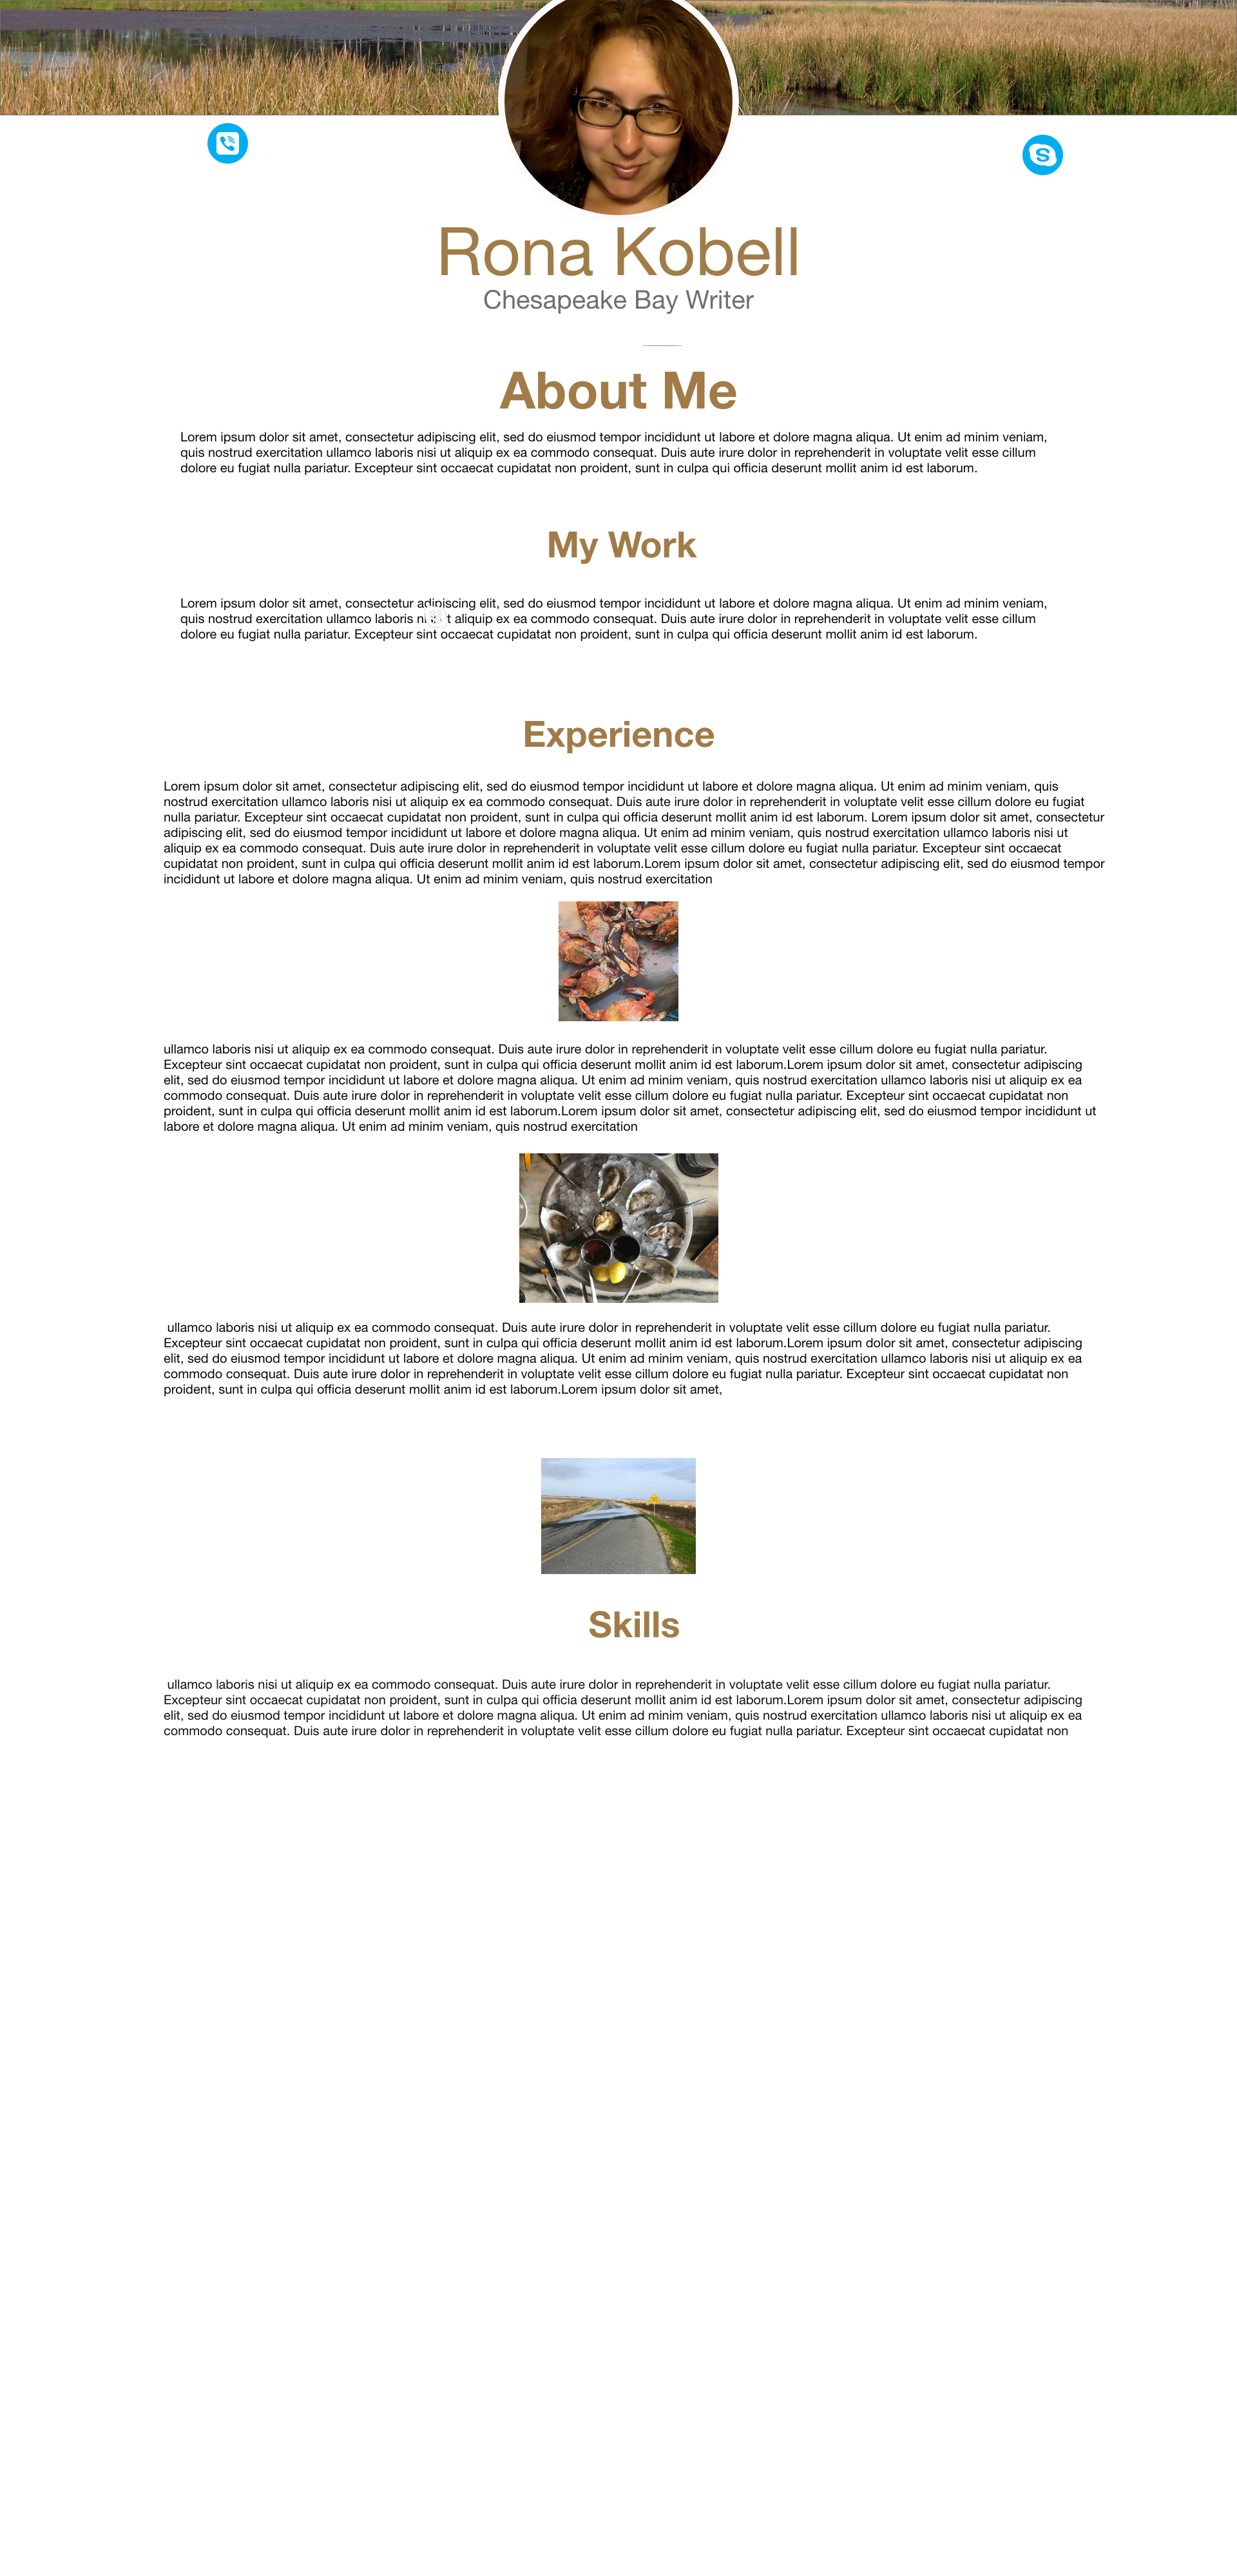 Rona Kobell
Chesapeake Bay Writer
About Me
Lorem ipsum dolor sit amet, consectetur adipiscing elit, sed do eiusmod tempor incididunt ut labore et dolore magna aliqua. Ut enim ad minim veniam,
quis nostrud exercitation ullamco laboris nisi ut aliquip ex ea commodo consequat. Duis aute irure dolor in reprehenderit in voluptate velit esse cillum
dolore eu fugiat nulla pariatur. Excepteur sint occaecat cupidatat non proident, sunt in culpa qui officia deserunt mollit anim id est laborum.
My Work
Lorem ipsum dolor sit amet, consectetur adipiscing elit, sed do eiusmod tempor incididunt ut labore et dolore magna aliqua. Ut enim ad minim veniam,
quis nostrud exercitation ullamco laboris ut aliquip ex ea commodo consequat. Duis aute irure dolor in reprehenderit in voluptate velit esse cillum
dolore eu fugiat nulla pariatur. Excepteur sint occaecat cupidatat non proident, sunt in culpa qui officia deserunt mollit anim id est laborum.
Experience
Lorem ipsum dolor sit amet, consectetur adipiscing elit, sed do eiusmod tempor incididunt ut labore et dolore magna aliqua. Ut enim ad minim veniam, quis
nostrud exercitation ullamco laboris nisi ut aliquip ex ea commodo consequat. Duis aute irure dolor in reprehenderit in voluptate velit esse cillum dolore eu fugiat
nulla pariatur. Excepteur sint occaecat cupidatat non proident, sunt in culpa qui officia deserunt mollit anim id est laborum. Lorem ipsum dolor sit amet, consectetur
adipiscing elit, sed do eiusmod tempor incididunt ut labore et dolore magna aliqua. Ut enim ad minim veniam, quis nostrud exercitation ullamco laboris nisi ut
aliquip ex ea commodo consequat. Duis aute irure dolor in reprehenderit in voluptate velit esse cillum dolore eu fugiat nulla pariatur. Excepteur sint occaecat
cupidatat non proident, sunt in culpa qui officia deserunt mollit anim id est laborum.Lorem ipsum dolor sit amet, consectetur adipiscing elit, sed do eiusmod tempor
incididunt ut labore et dolore magna aliqua. Ut enim ad minim veniam, quis nostrud exercitation
ullamco laboris nisi ut aliquip ex ea commodo consequat. Duis aute irure dolor in reprehenderit in voluptate velit esse cillum dolore eu fugiat nulla pariatur.
Excepteur sint occaecat cupidatat non proident, sunt in culpa qui officia deserunt mollit anim id est laborum.Lorem ipsum dolor sit amet, consectetur adipiscing
elit, sed do eiusmod tempor incididunt ut labore et dolore magna aliqua. Ut enim ad minim veniam, quis nostrud exercitation ullamco laboris nisi ut aliquip ex ea
commodo consequat. Duis aute irure dolor in reprehenderit in voluptate velit esse cillum dolore eu fugiat nulla pariatur. Excepteur sint occaecat cupidatat non
proident, sunt in culpa qui officia deserunt mollit anim id est laborum.Lorem ipsum dolor sit amet, consectetur adipiscing elit, sed do eiusmod tempor incididunt ut
labore et dolore magna aliqua. Ut enim ad minim veniam, quis nostrud exercitation
ullamco laboris nisi ut aliquip ex ea commodo consequat. Duis aute irure dolor in reprehenderit in voluptate velit esse cillum dolore eu fugiat nulla pariatur.
Excepteur sint occaecat cupidatat non proident, sunt in culpa qui officia deserunt mollit anim id est laborum.Lorem ipsum dolor sit amet, consectetur adipiscing
elit, sed do eiusmod tempor incididunt ut labore et dolore magna aliqua. Ut enim ad minim veniam, quis nostrud exercitation ullamco laboris nisi ut aliquip ex ea
commodo consequat. Duis aute irure dolor in reprehenderit in voluptate velit esse cillum dolore eu fugiat nulla pariatur. Excepteur sint occaecat cupidatat non
proident, sunt in culpa qui officia deserunt mollit anim id est laborum.Lorem ipsum dolor sit amet,
Skills
ullamco laboris nisi ut aliquip ex ea commodo consequat. Duis aute irure dolor in reprehenderit in voluptate velit esse cillum dolore eu fugiat nulla pariatur.
Excepteur sint occaecat cupidatat non proident, sunt in culpa qui officia deserunt mollit anim id est laborum.Lorem ipsum dolor sit amet, consectetur adipiscing
elit, sed do eiusmod tempor incididunt ut labore et dolore magna aliqua. Ut enim ad minim veniam, quis nostrud exercitation ullamco laboris nisi ut aliquip ex ea
commodo consequat. Duis aute irure dolor in reprehenderit in voluptate velit esse cillum dolore eu fugiat nulla pariatur. Excepteur sint occaecat cupidatat non